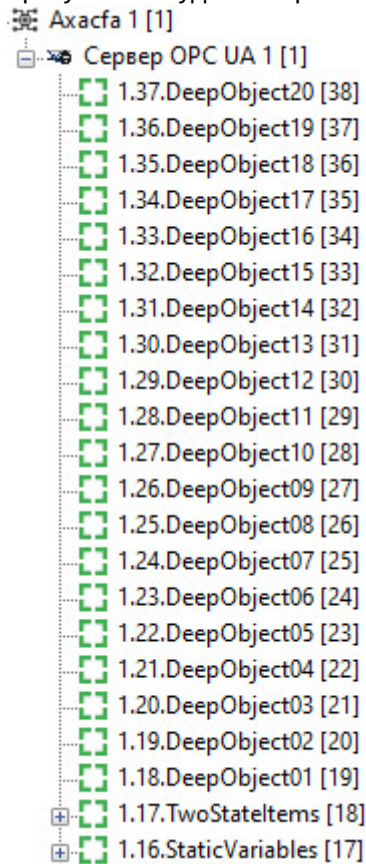 Axacfa 1 [1]
Сервер OPC UA 1 [1]
1.37.DeepObject20 [38]
1.36.DeepObject19 [37]
1.35.DeepObject18 [36]
1.34.DeepObject17 [35]
1.33.DeepObject16 [34]
1.32.DeepObject15 [33]
1.31.DeepObject14 [32]
1.30.DeepObject13 [31]
1.29.DeepObject12 [30]
1.28.DeepObject11 [29]
1.27.DeepObject10 [28]
1.26.DeepObject09 [27]
1.25.DeepObject08 [26]
1.24.DeepObject07 [25]
1.23.DeepObject06 [24]
1.22.DeepObject05 [23]
1.21.DeepObject04 [22]
1.20.DeepObject03 [21]
1.19.DeepObject02 [20]
1.18.DeepObject01 [19]
1.17.TwoStateItems [18]
1.16.StaticVariables [17]